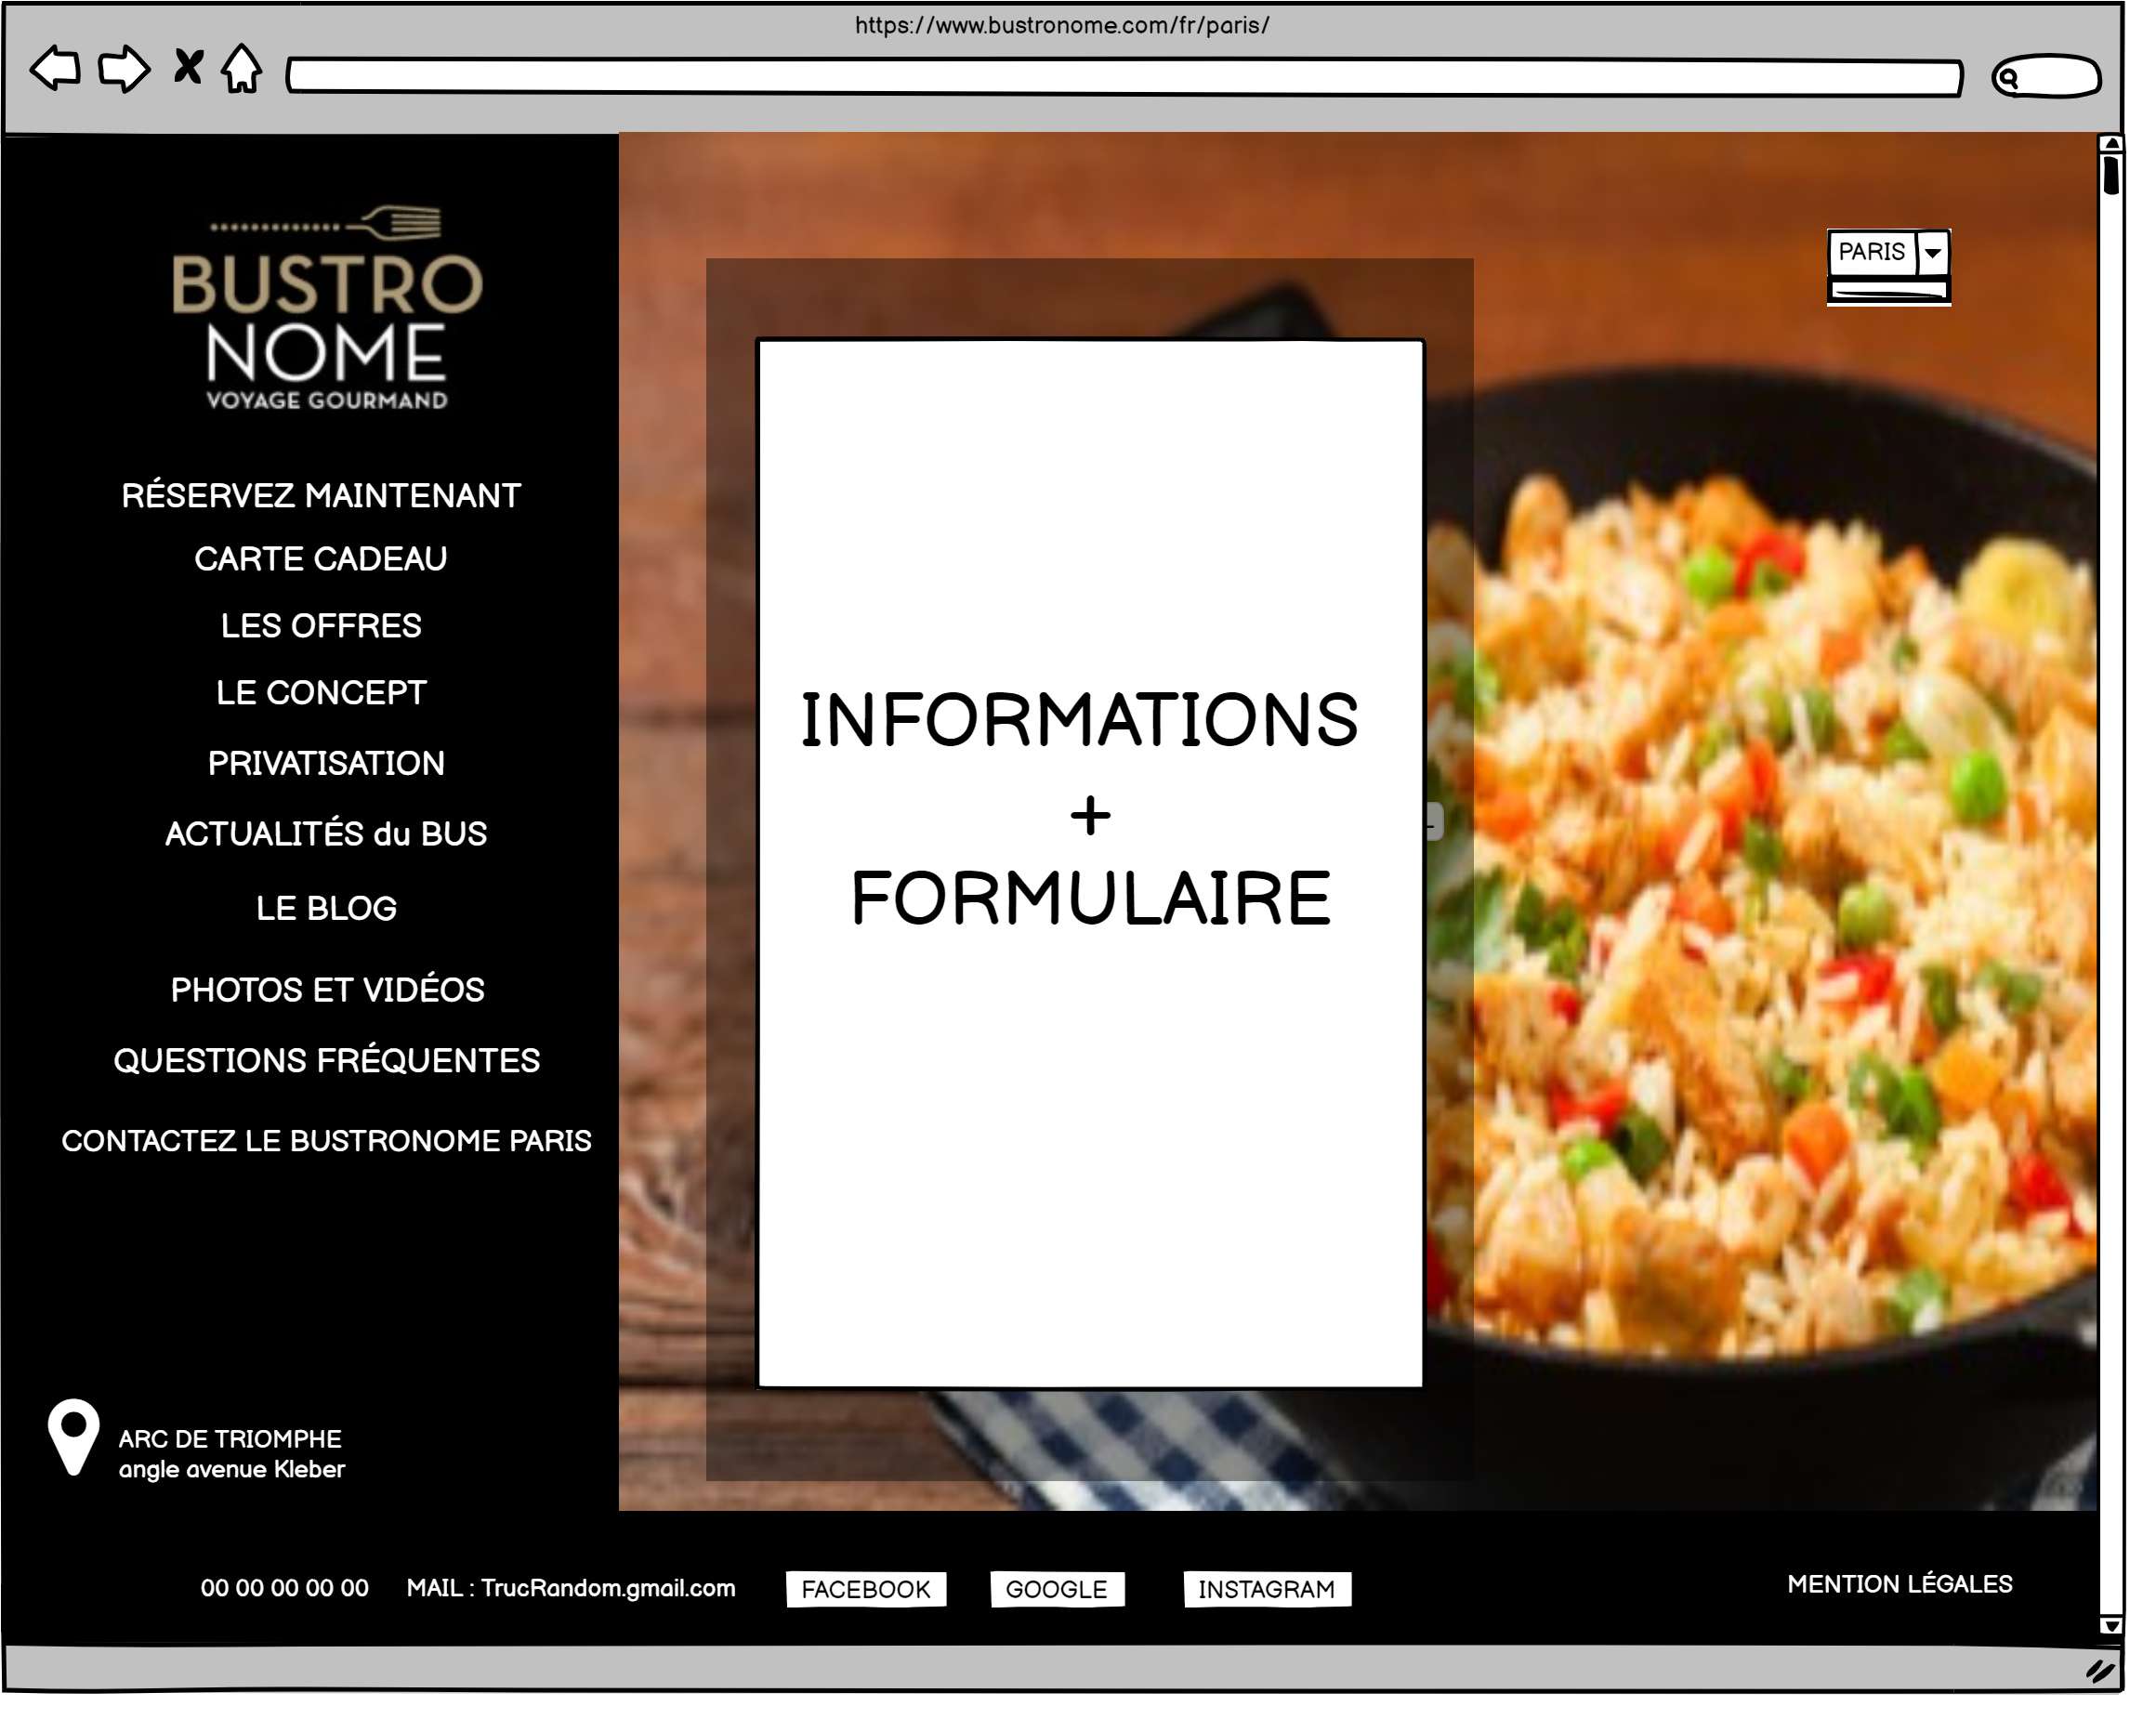 https://www.bustronome.com/fr/paris/
BUSTRO
NOME
VOYAGE GOURMAND
RÉSERVEZ MAINTENANT
CARTE CADEAU
LES OFFRES
LE CONCEPT
PRIVATISATION
ACTUALITÉS du BUS
LE BLOG
PHOTOS ET VIDÉOS
QUESTIONS FRÉQUENTES
CONTACTEZ LE BUSTRONOME PARIS
ARC DE TRIOMPHE
angle avenue Kleber
PARIS
INFORMATIONS
+
FORMULAIRE
00 00 00 00 00
MAIL : TrucRandom.gmail.com
FACEBOOK
GOOGLE
INSTAGRAM
MENTION LÉGALES